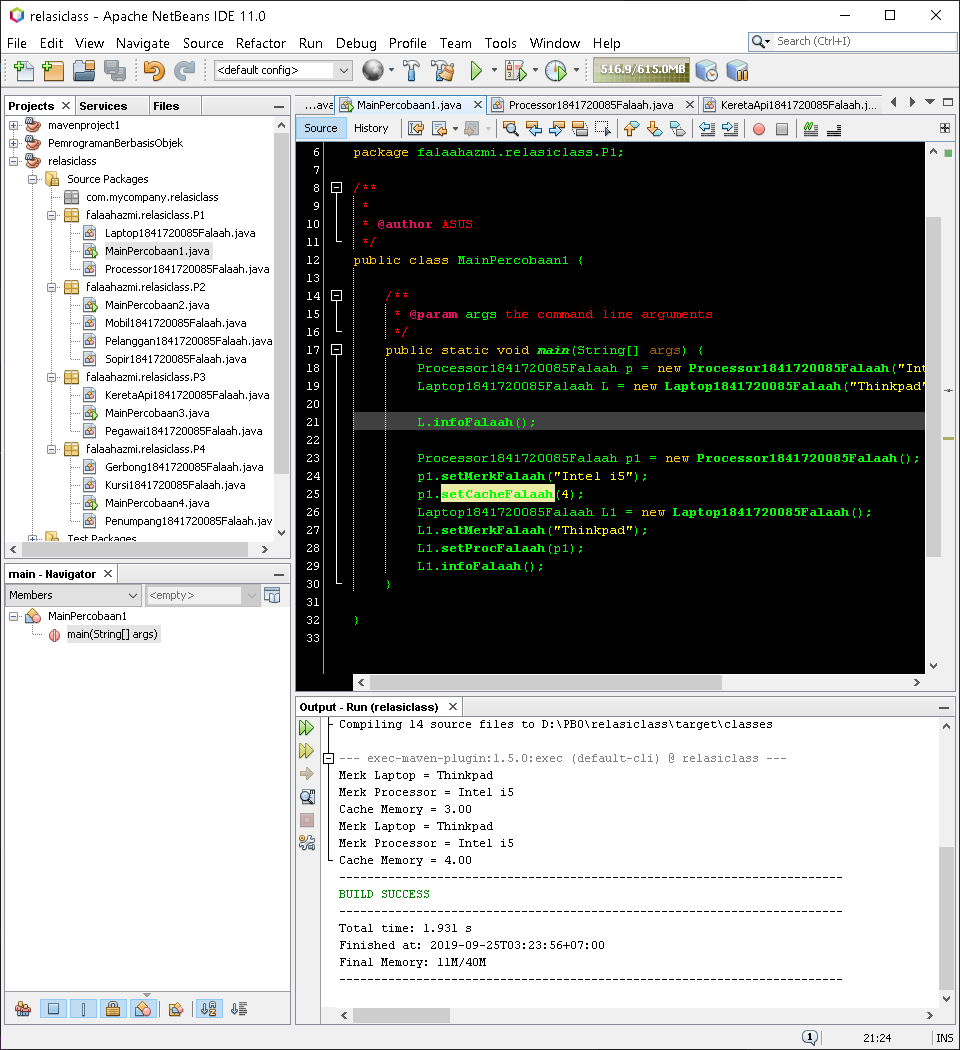 relasiclass - Apache NetBeans IDE 11.0
File Edit View Navigate Source Refactor Run Debug Profile Team Tools Window Help
Search (Ctrl+I)
<default config>
516.9/615.0MB
Projects Services Files
mavenproject1
PemrogramanBerbasisObjek
relasiclass
Source Packages
com.mycompany.relasiclass
falaahazmi.relasiclass.P1
Laptop1841720085Falaah.java
MainPercobaan1.java
Processor1841720085Falaah.java
falaahazmi.relasiclass.P2
MainPercobaan2.java
Mobil1841720085Falaah.java
Pelanggan1841720085Falaah.java
Sopir1841720085Falaah.java
falaahazmi.relasiclass.P3
KeretaApi1841720085Falaah.java
MainPercobaan3.java
Pegawai1841720085Falaah.java
falaahazmi.relasiclass.P4
Gerbong1841720085Falaah.java
Kursi1841720085Falaah.java
MainPercobaan4.java
Penumpang1841720085Falaah.jav
Test Packages
main - Navigator
Members <empty>
MainPercobaan1
main(String[] args)
...ava MainPercobaan1.java Processor1841720085Falaah.java KeretaApi1841720085Falaah.j...
Source History
6 package falaahazmi.relasiclass.P1;
7
8 /**
9 *
10 * @author ASUS
11 */
12 public class MainPercobaan1 {
13
14 /**
15 * @param args the command line arguments
16 */
17 public static void main(String[] args) {
18 Processor1841720085Falaah p = new Processor1841720085Falaah("Int
19 Laptop1841720085Falaah L = new Laptop1841720085Falaah("Thinkpad"
20
21 L.infoFalaah();
22
23 Processor1841720085Falaah p1 = new Processor1841720085Falaah();
24 p1.setMerkFalaah("Intel i5");
25 p1.setCacheFalaah(4);
26 Laptop1841720085Falaah L1 = new Laptop1841720085Falaah();
27 L1.setMerkFalaah("Thinkpad");
28 L1.setProcFalaah(p1);
29 L1.infoFalaah();
30 }
31
32 }
33
Output - Run (relasiclass)
Compiling 14 source files to D:\PBO\relasiclass\target\classes
--- exec-maven-plugin:1.5.0:exec (default-cli) @ relasiclass ---
Merk Laptop = Thinkpad
Merk Processor = Intel i5
Cache Memory = 3.00
Merk Laptop = Thinkpad
Merk Processor = Intel i5
Cache Memory = 4.00
------------------------------------------------------------------------
BUILD SUCCESS
------------------------------------------------------------------------
Total time: 1.931 s
Finished at: 2019-09-25T03:23:56+07:00
Final Memory: 11M/40M
------------------------------------------------------------------------
1 21:24 INS